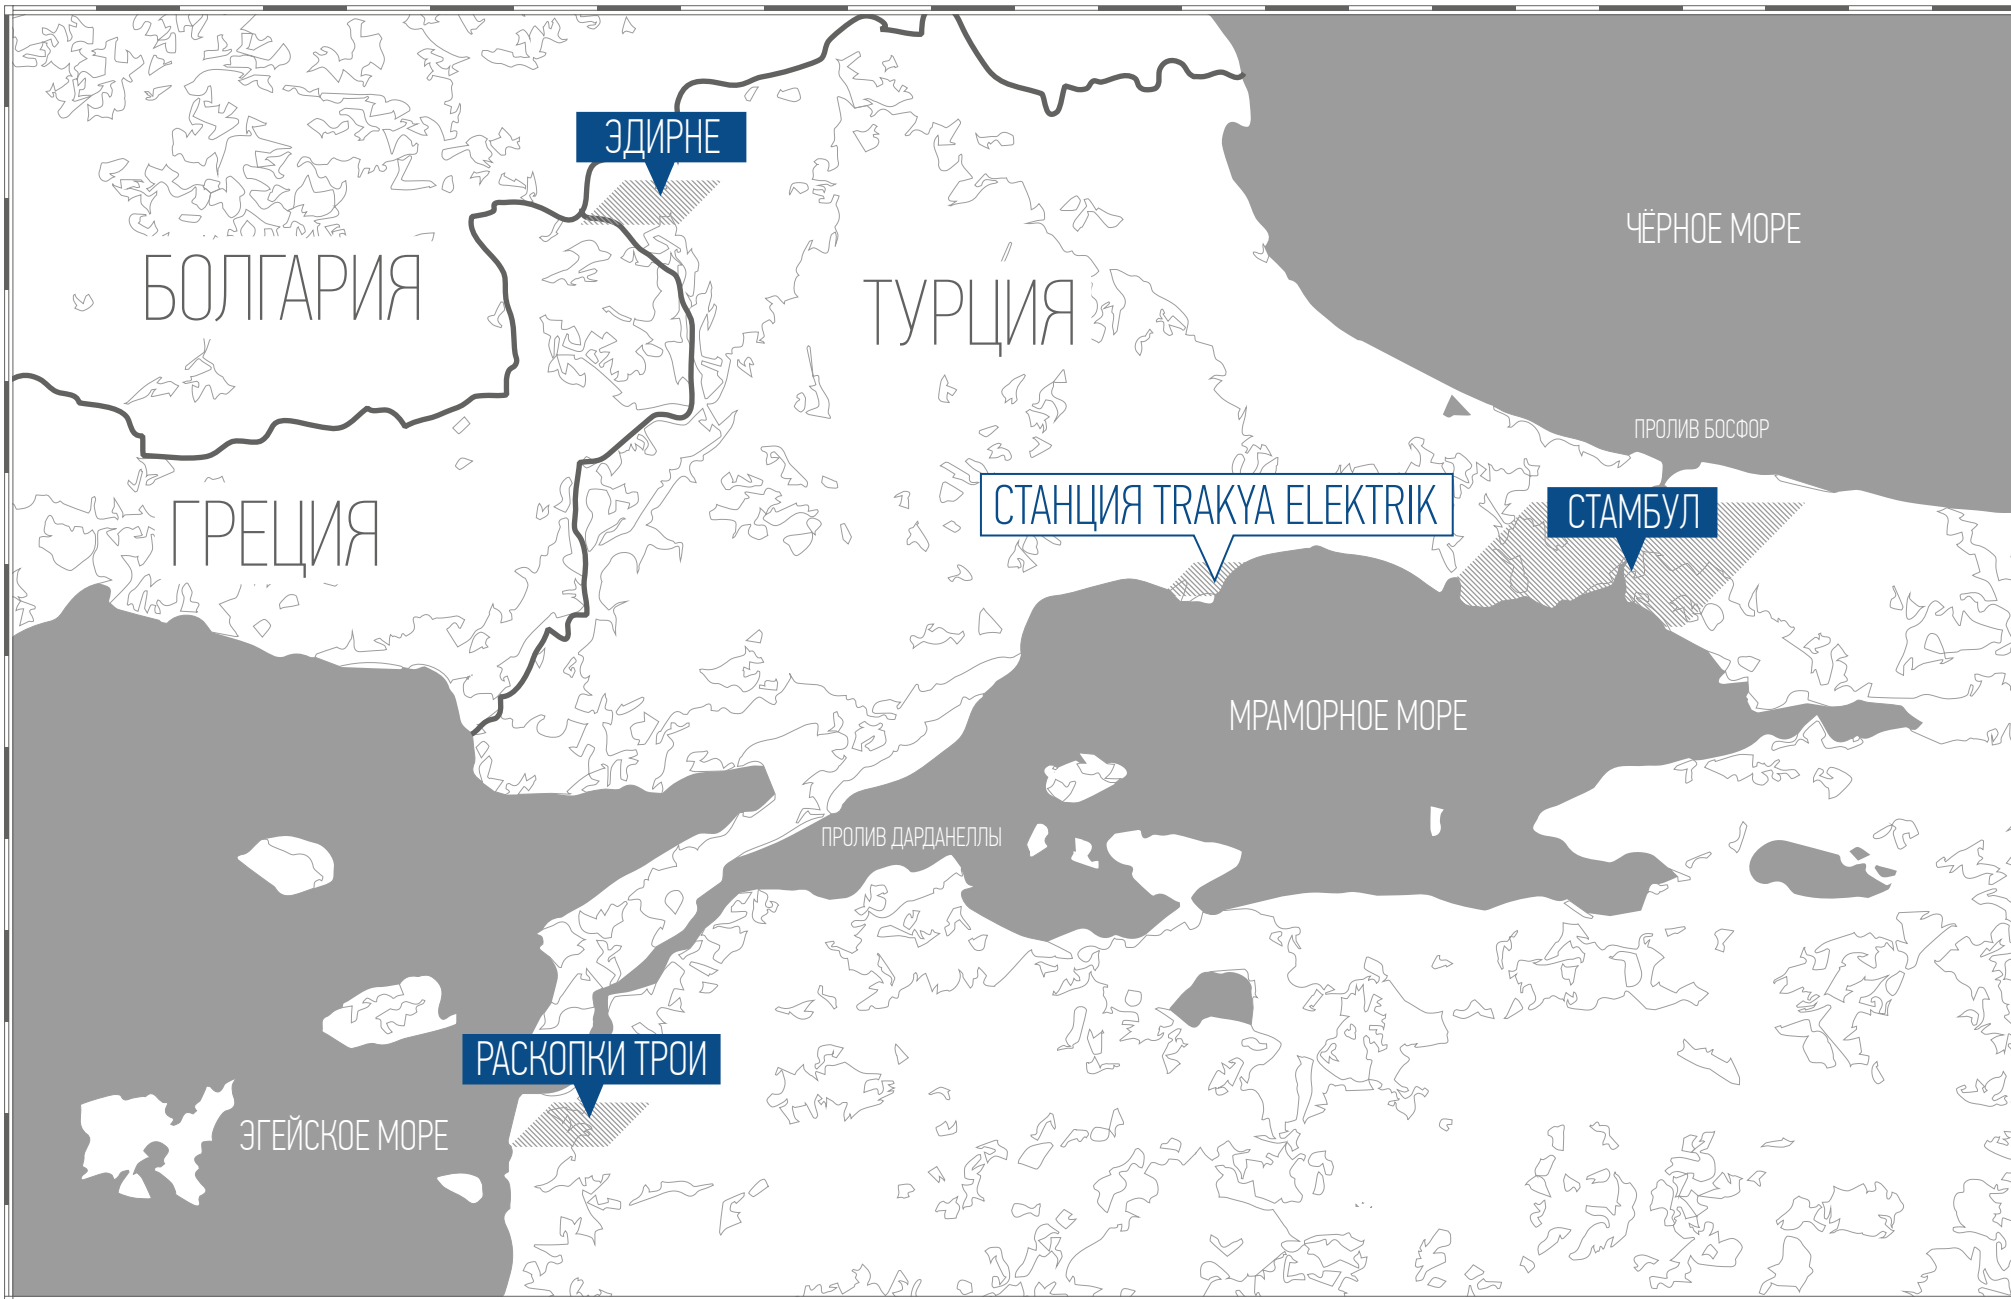 ЭДИРНЕ
ЧЁРНОЕ МОРЕ
БОЛГАРИЯ
ТУРЦИЯ
ПРОЛИВ БОСФОР
ГРЕЦИЯ
СТАНЦИЯ TRAKYA ELEKTRIK
СТАМБУЛ
МРАМОРНОЕ МОРЕ
ПРОЛИВ ДАРДАНЕЛЛЫ
РАСКОПКИ ТРОИ
ЭГЕЙСКОЕ МОРЕ